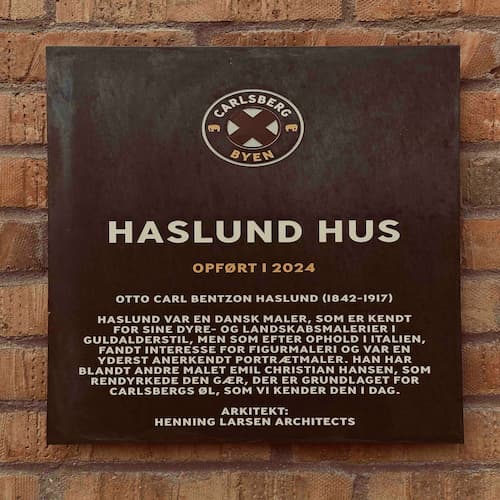 CARLSBERG
BYEN
HASLUND HUS
OPFØRT I 2024
OTTO CARL BENTZON HASLUND (1842-1917)
HASLUND VAR EN DANSK MALER, SOM ER KENDT
FOR SINE DYRE- OG LANDSKABSMALERIER I
GULDALDERSTIL, MEN SOM EFTER OPHOLD I ITALIEN,
FANDT INTERESSE FOR FIGURMALERI OG VAR EN
YDERST ANERKENDT PORTRÆTMALER. HAN HAR
BLANDT ANDRE MALET EMIL CHRISTIAN HANSEN, SOM
RENDYRKEDE DEN GÆR, DER ER GRUNDLAGET FOR
CARLSBERGS ØL, SOM VI KENDER DEN I DAG.
ARKITEKT:
HENNING LARSEN ARCHITECTS